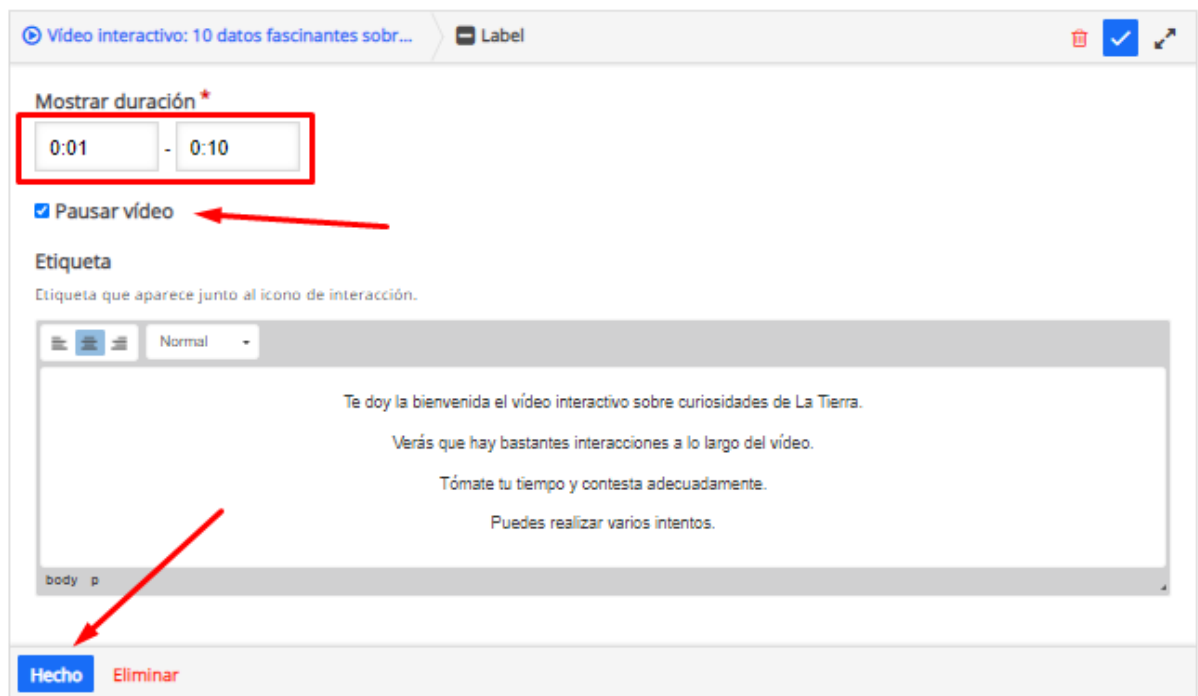 Vídeo interactivo: 10 datos fascinantes sobr... Label
Mostrar duración *
0:01 - 0:10
Pausar vídeo
Etiqueta
Etiqueta que aparece junto al icono de interacción.
Normal
Te doy la bienvenida el vídeo interactivo sobre curiosidades de La Tierra.
Verás que hay bastantes interacciones a lo largo del vídeo.
Tómate tu tiempo y contesta adecuadamente.
Puedes realizar varios intentos.
body p
Hecho Eliminar